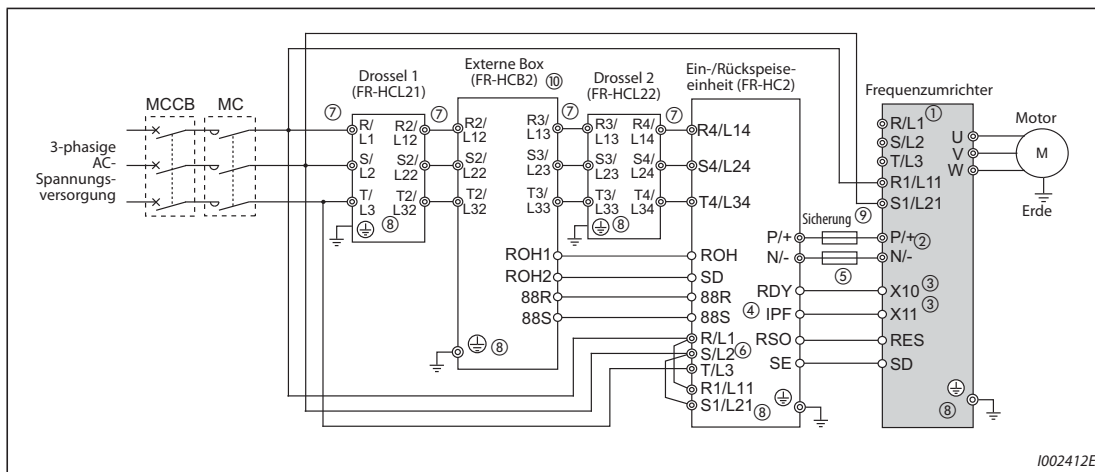 MCCB
MC
3-phasige
AC-
Spannungs-
versorgung
Drossel 1
(FR-HCL21)
⑦
R/
L1
S/
L2
T/
L3
R2/
L12
S2/
L22
T2/
L32
⑧
⑦
Externe Box
(FR-HCB2) ⑩
R2/
L12
S2/
L22
T2/
L32
R3/
L13
S3/
L23
T3/
L33
ROH1
ROH2
88R
88S
⑧
⑦
Drossel 2
(FR-HCL22)
R3/
L13
S3/
L23
T3/
L33
R4/
L14
S4/
L24
T4/
L34
⑧
⑦
Ein-/Rückspeise-
einheit (FR-HC2)
R4/L14
S4/L24
T4/L34
ROH
SD
88R
88S
R/L1
S/L2 ⑥
T/L3
R1/L11
S1/L21 ⑧
P/+
N/-
RDY
④ IPF
RSO
SE
Sicherung ⑨
⑤
Frequenzumrichter
①
R/L1
S/L2
T/L3
R1/L11
S1/L21
P/+ ②
N/-
X10 ③
X11 ③
RES
SD
⑧
U
V
W
Motor
M
Erde
I002412E